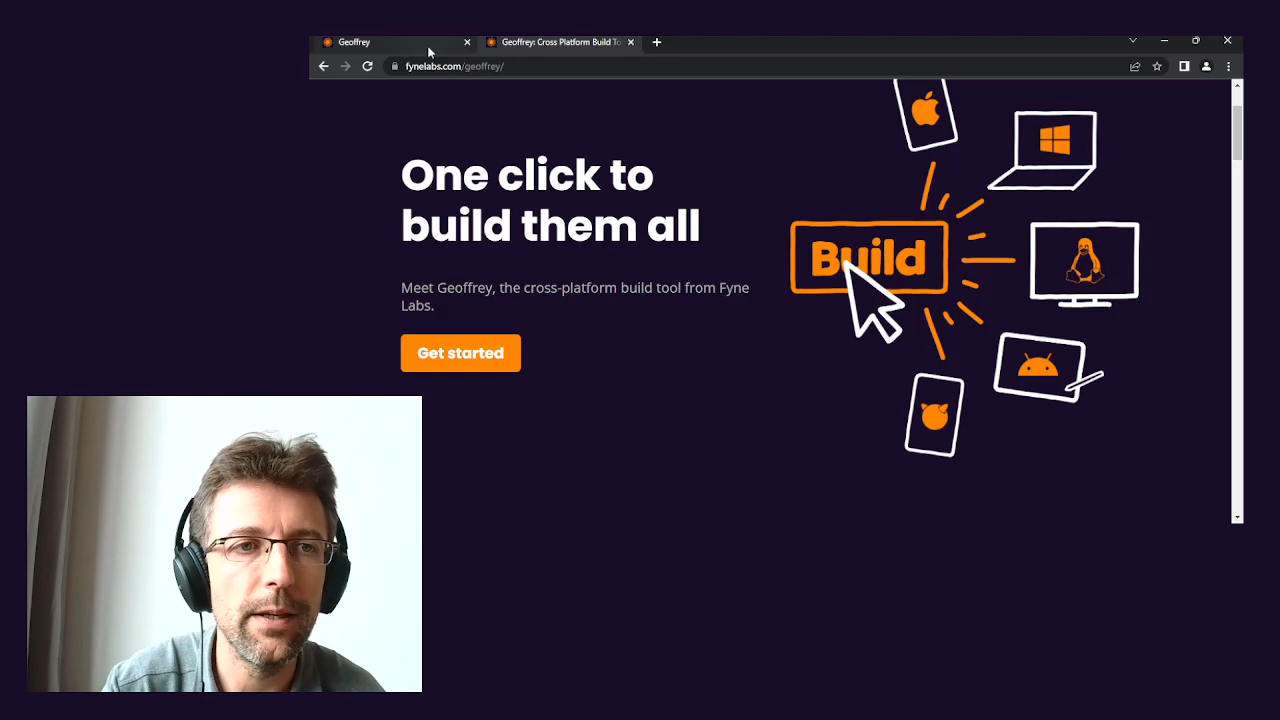 Geoffrey
Geoffrey: Cross Platform Build To
fynelabs.com/geoffrey/
One click to
build them all
Meet Geoffrey, the cross-platform build tool from Fyne
Labs.
Get started
Build